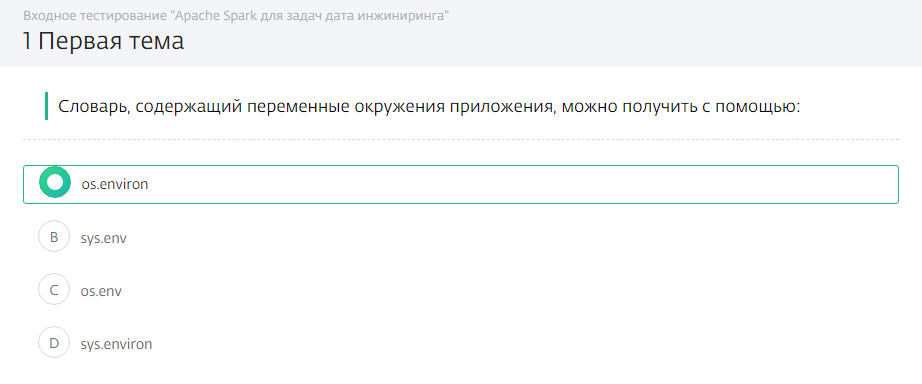 Входное тестирование "Apache Spark для задач дата инжиниринга"
1 Первая тема
Словарь, содержащий переменные окружения приложения, можно получить с помощью:
os.environ
B sys.env
C os.env
D sys.environ